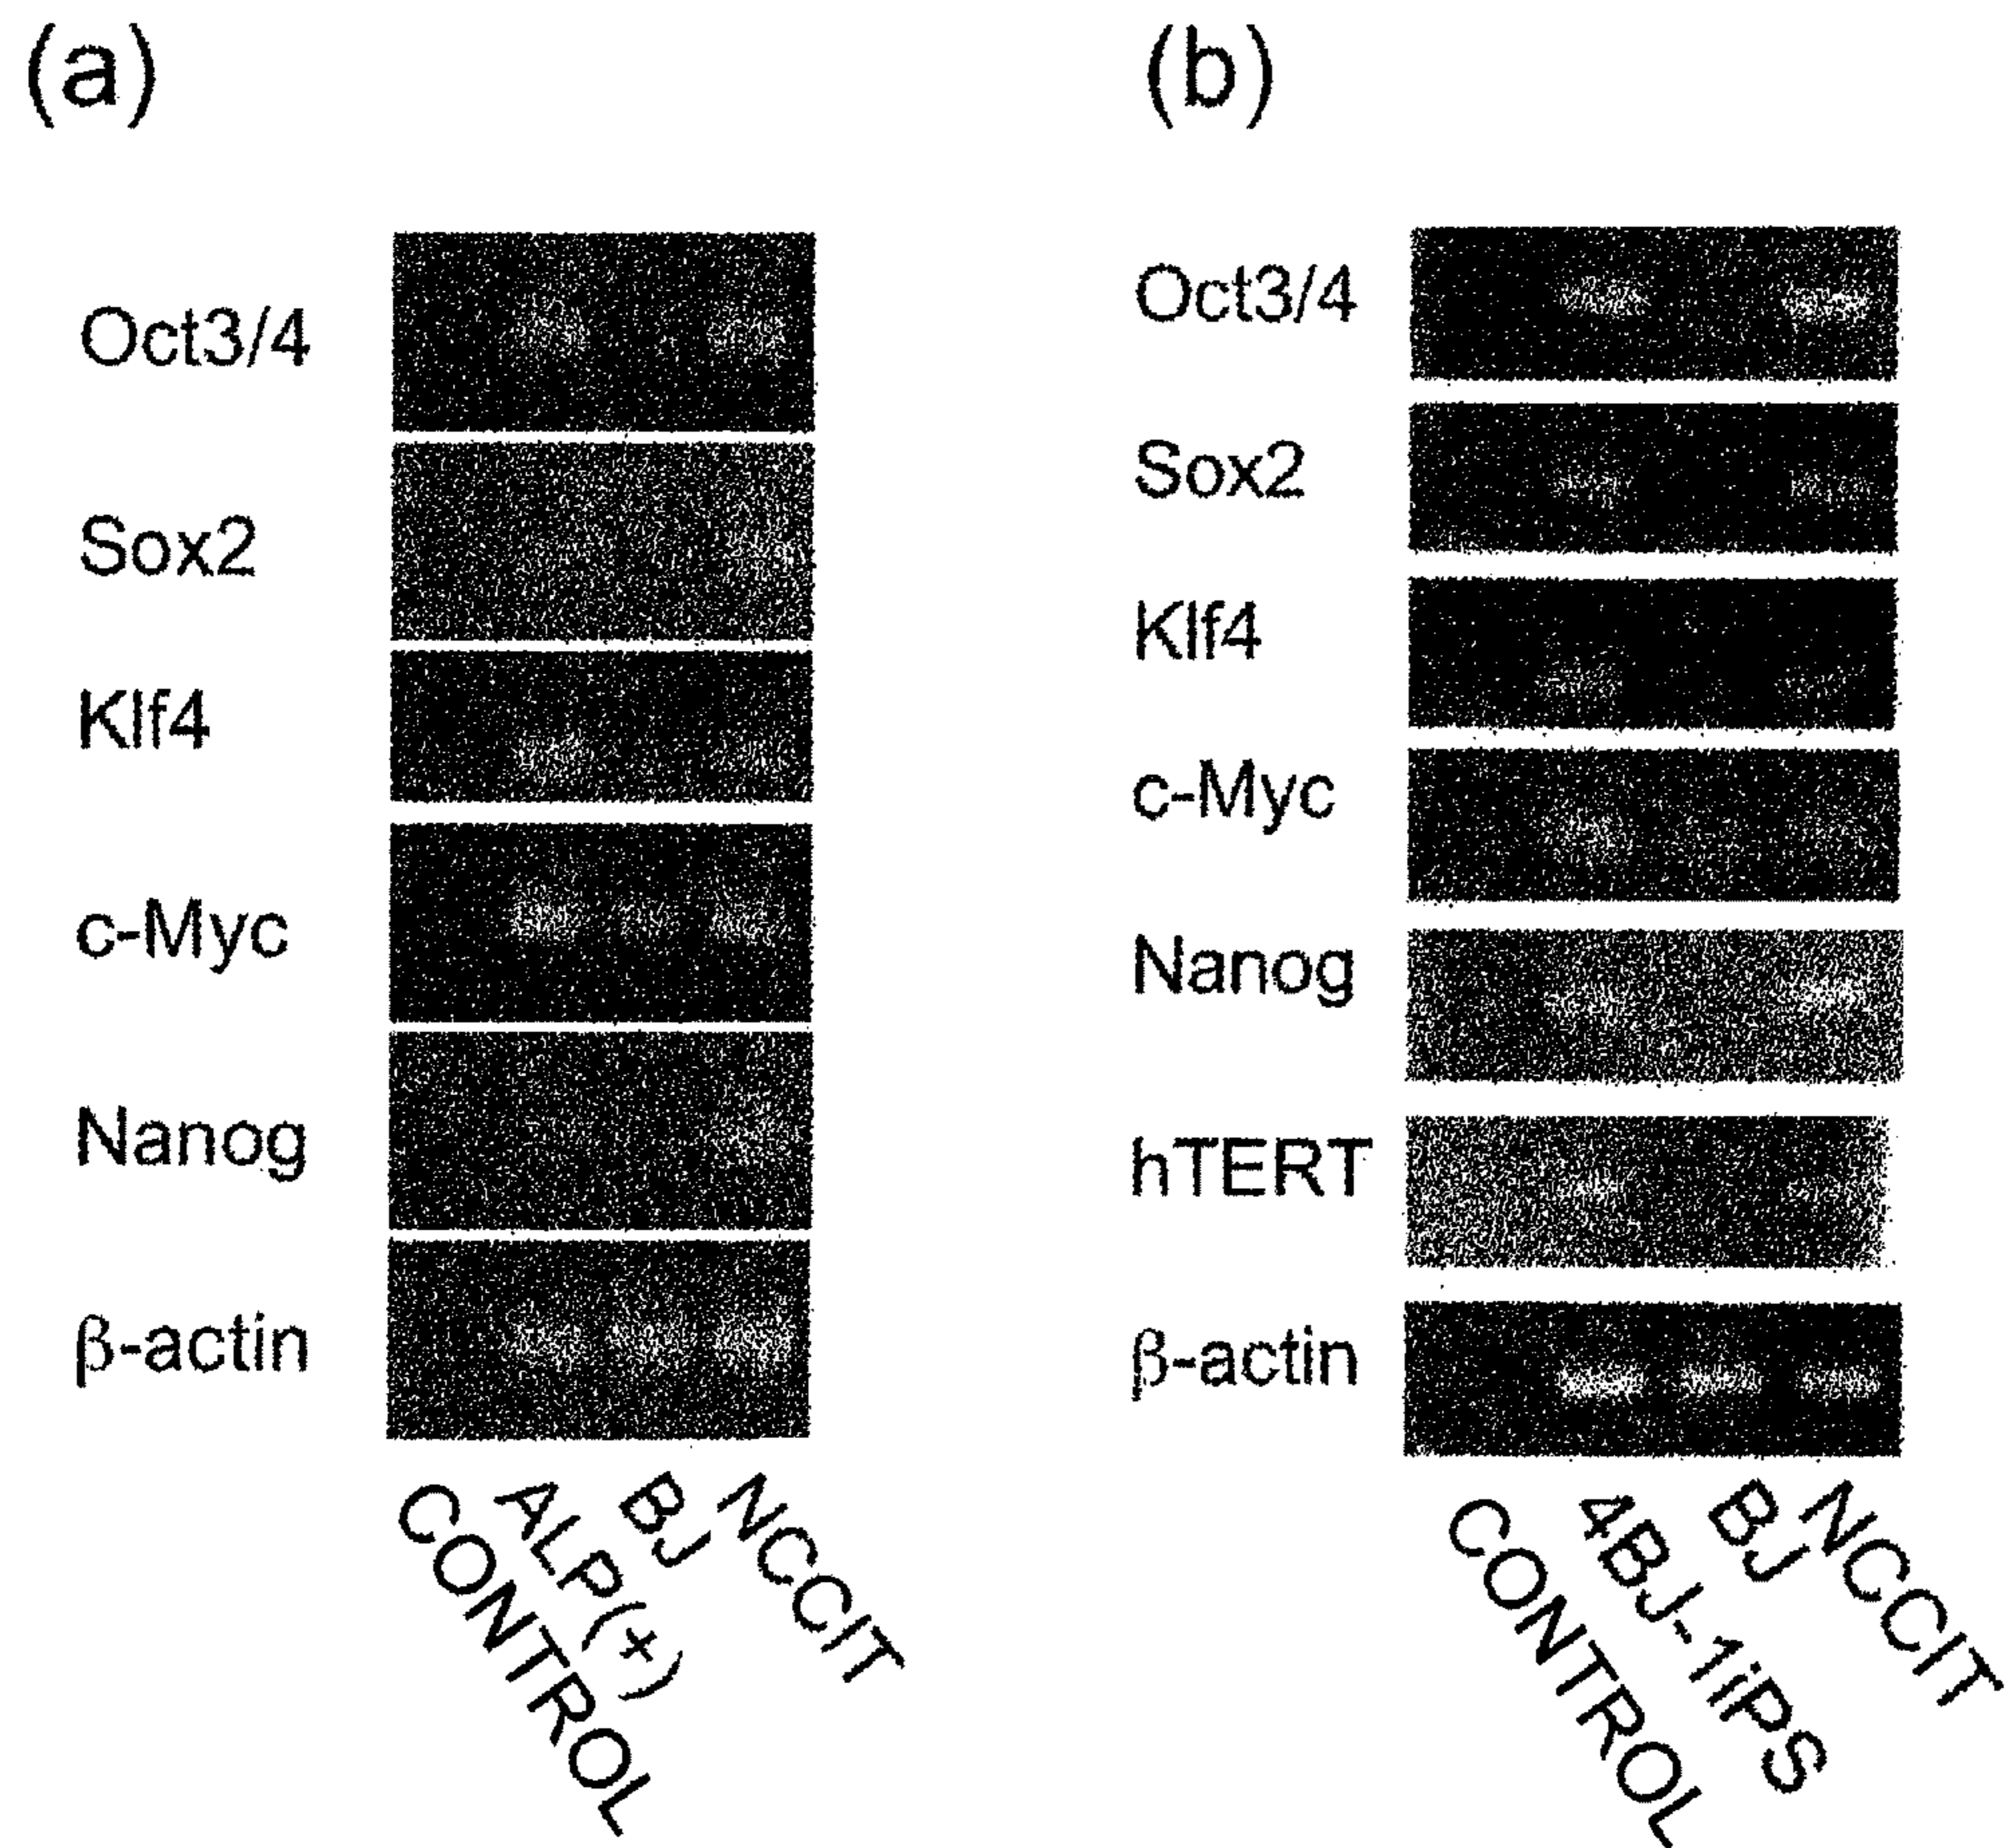 (a)
Oct3/4
Sox2
Klf4
c-Myc
Nanog
β-actin
CONTROL
ALP(+)
BJ
NCCIT
(b)
Oct3/4
Sox2
Klf4
c-Myc
Nanog
hTERT
β-actin
CONTROL
4BJ-1iPS
BJ
NCCIT